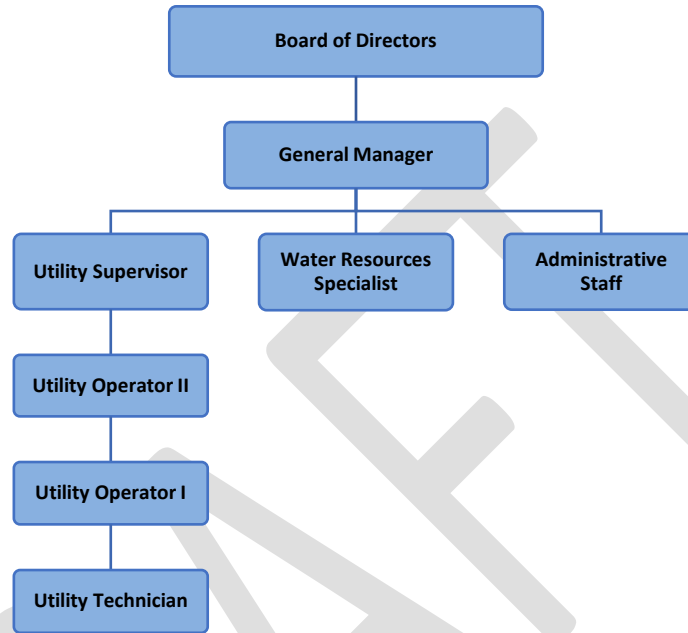 Board of Directors
General Manager
Utility Supervisor
Water Resources
Specialist
Administrative
Staff
Utility Operator II
Utility Operator I
Utility Technician